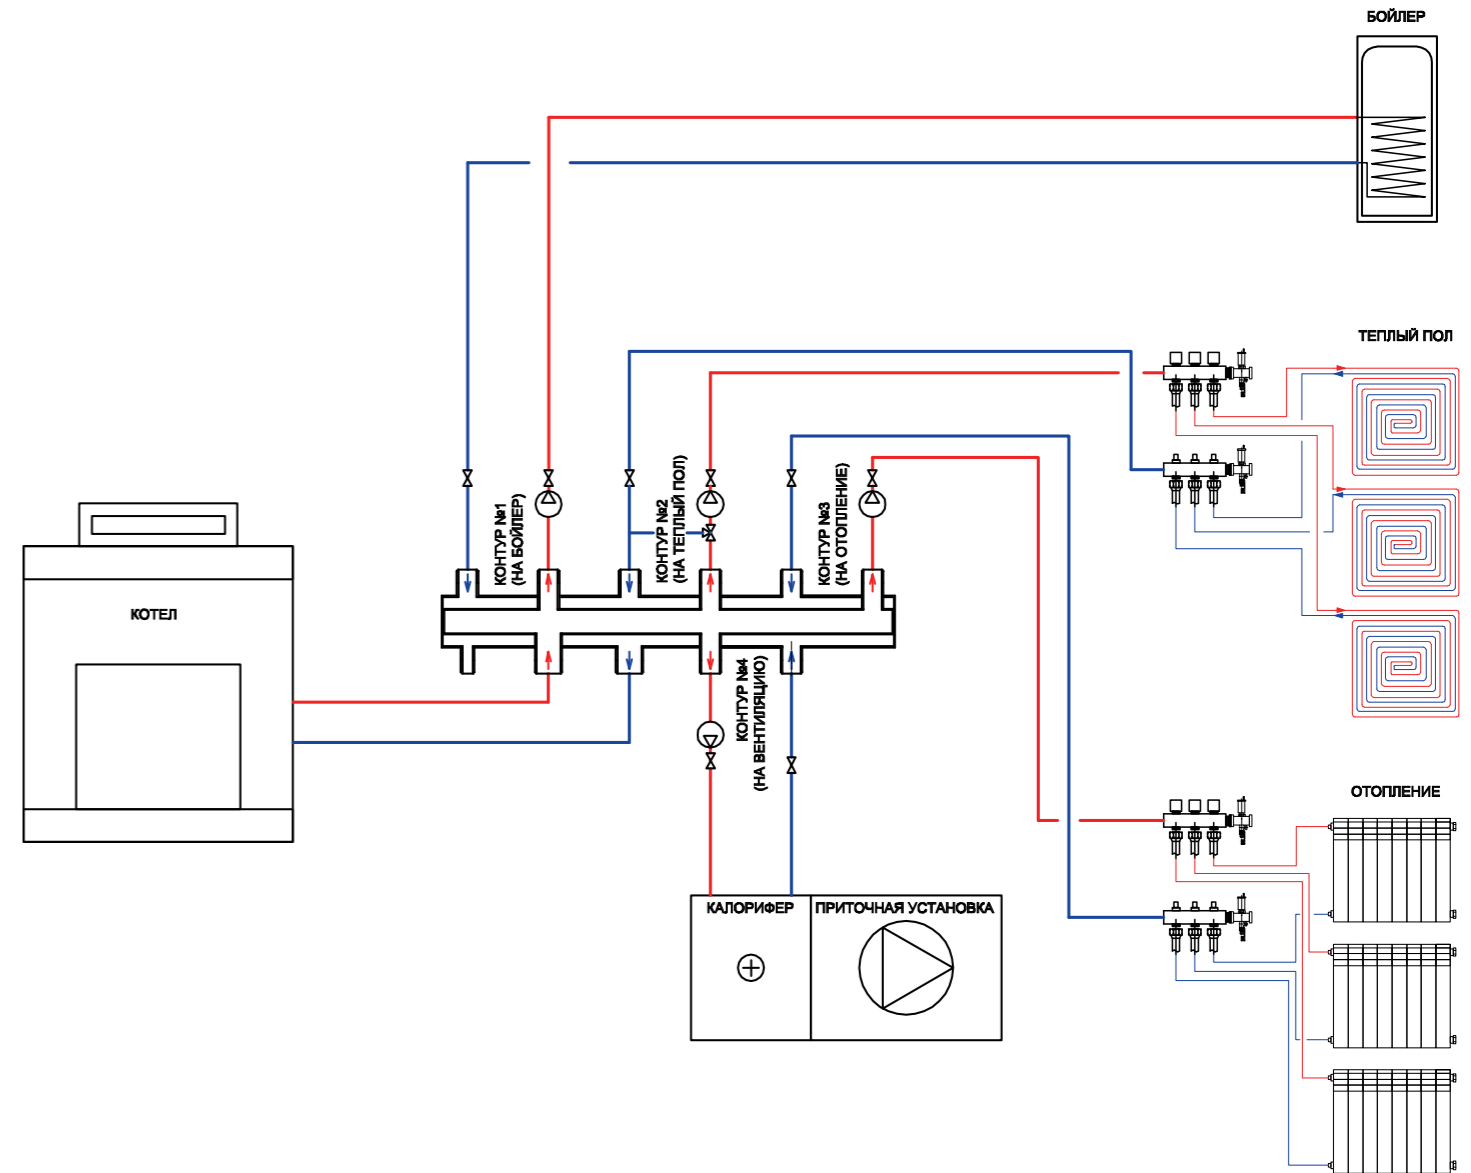 БОЙЛЕР
ТЕПЛЫЙ ПОЛ
КОНТУР №1
(НА БОЙЛЕР)
КОНТУР №2
(НА ТЕПЛЫЙ ПОЛ)
КОНТУР №3
(НА ОТОПЛЕНИЕ)
КОТЕЛ
КОНТУР №4
(НА ВЕНТИЛЯЦИЮ)
ОТОПЛЕНИЕ
КАЛОРИФЕР
ПРИТОЧНАЯ УСТАНОВКА